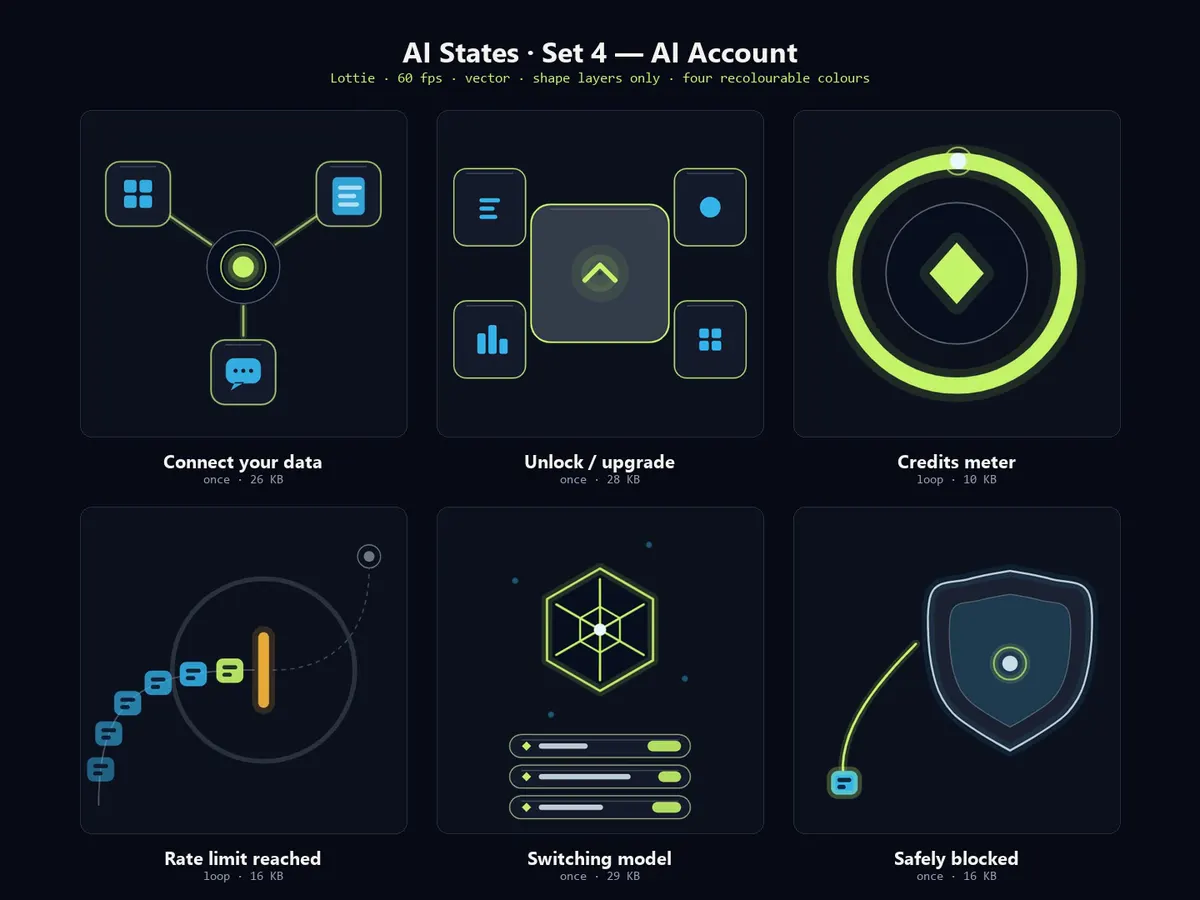 AI States · Set 4 — AI Account
Lottie · 60 fps · vector · shape layers only · four recolourable colours
Connect your data
once · 26 KB
Unlock / upgrade
once · 28 KB
Credits meter
loop · 10 KB
Rate limit reached
loop · 16 KB
Switching model
once · 29 KB
Safely blocked
once · 16 KB